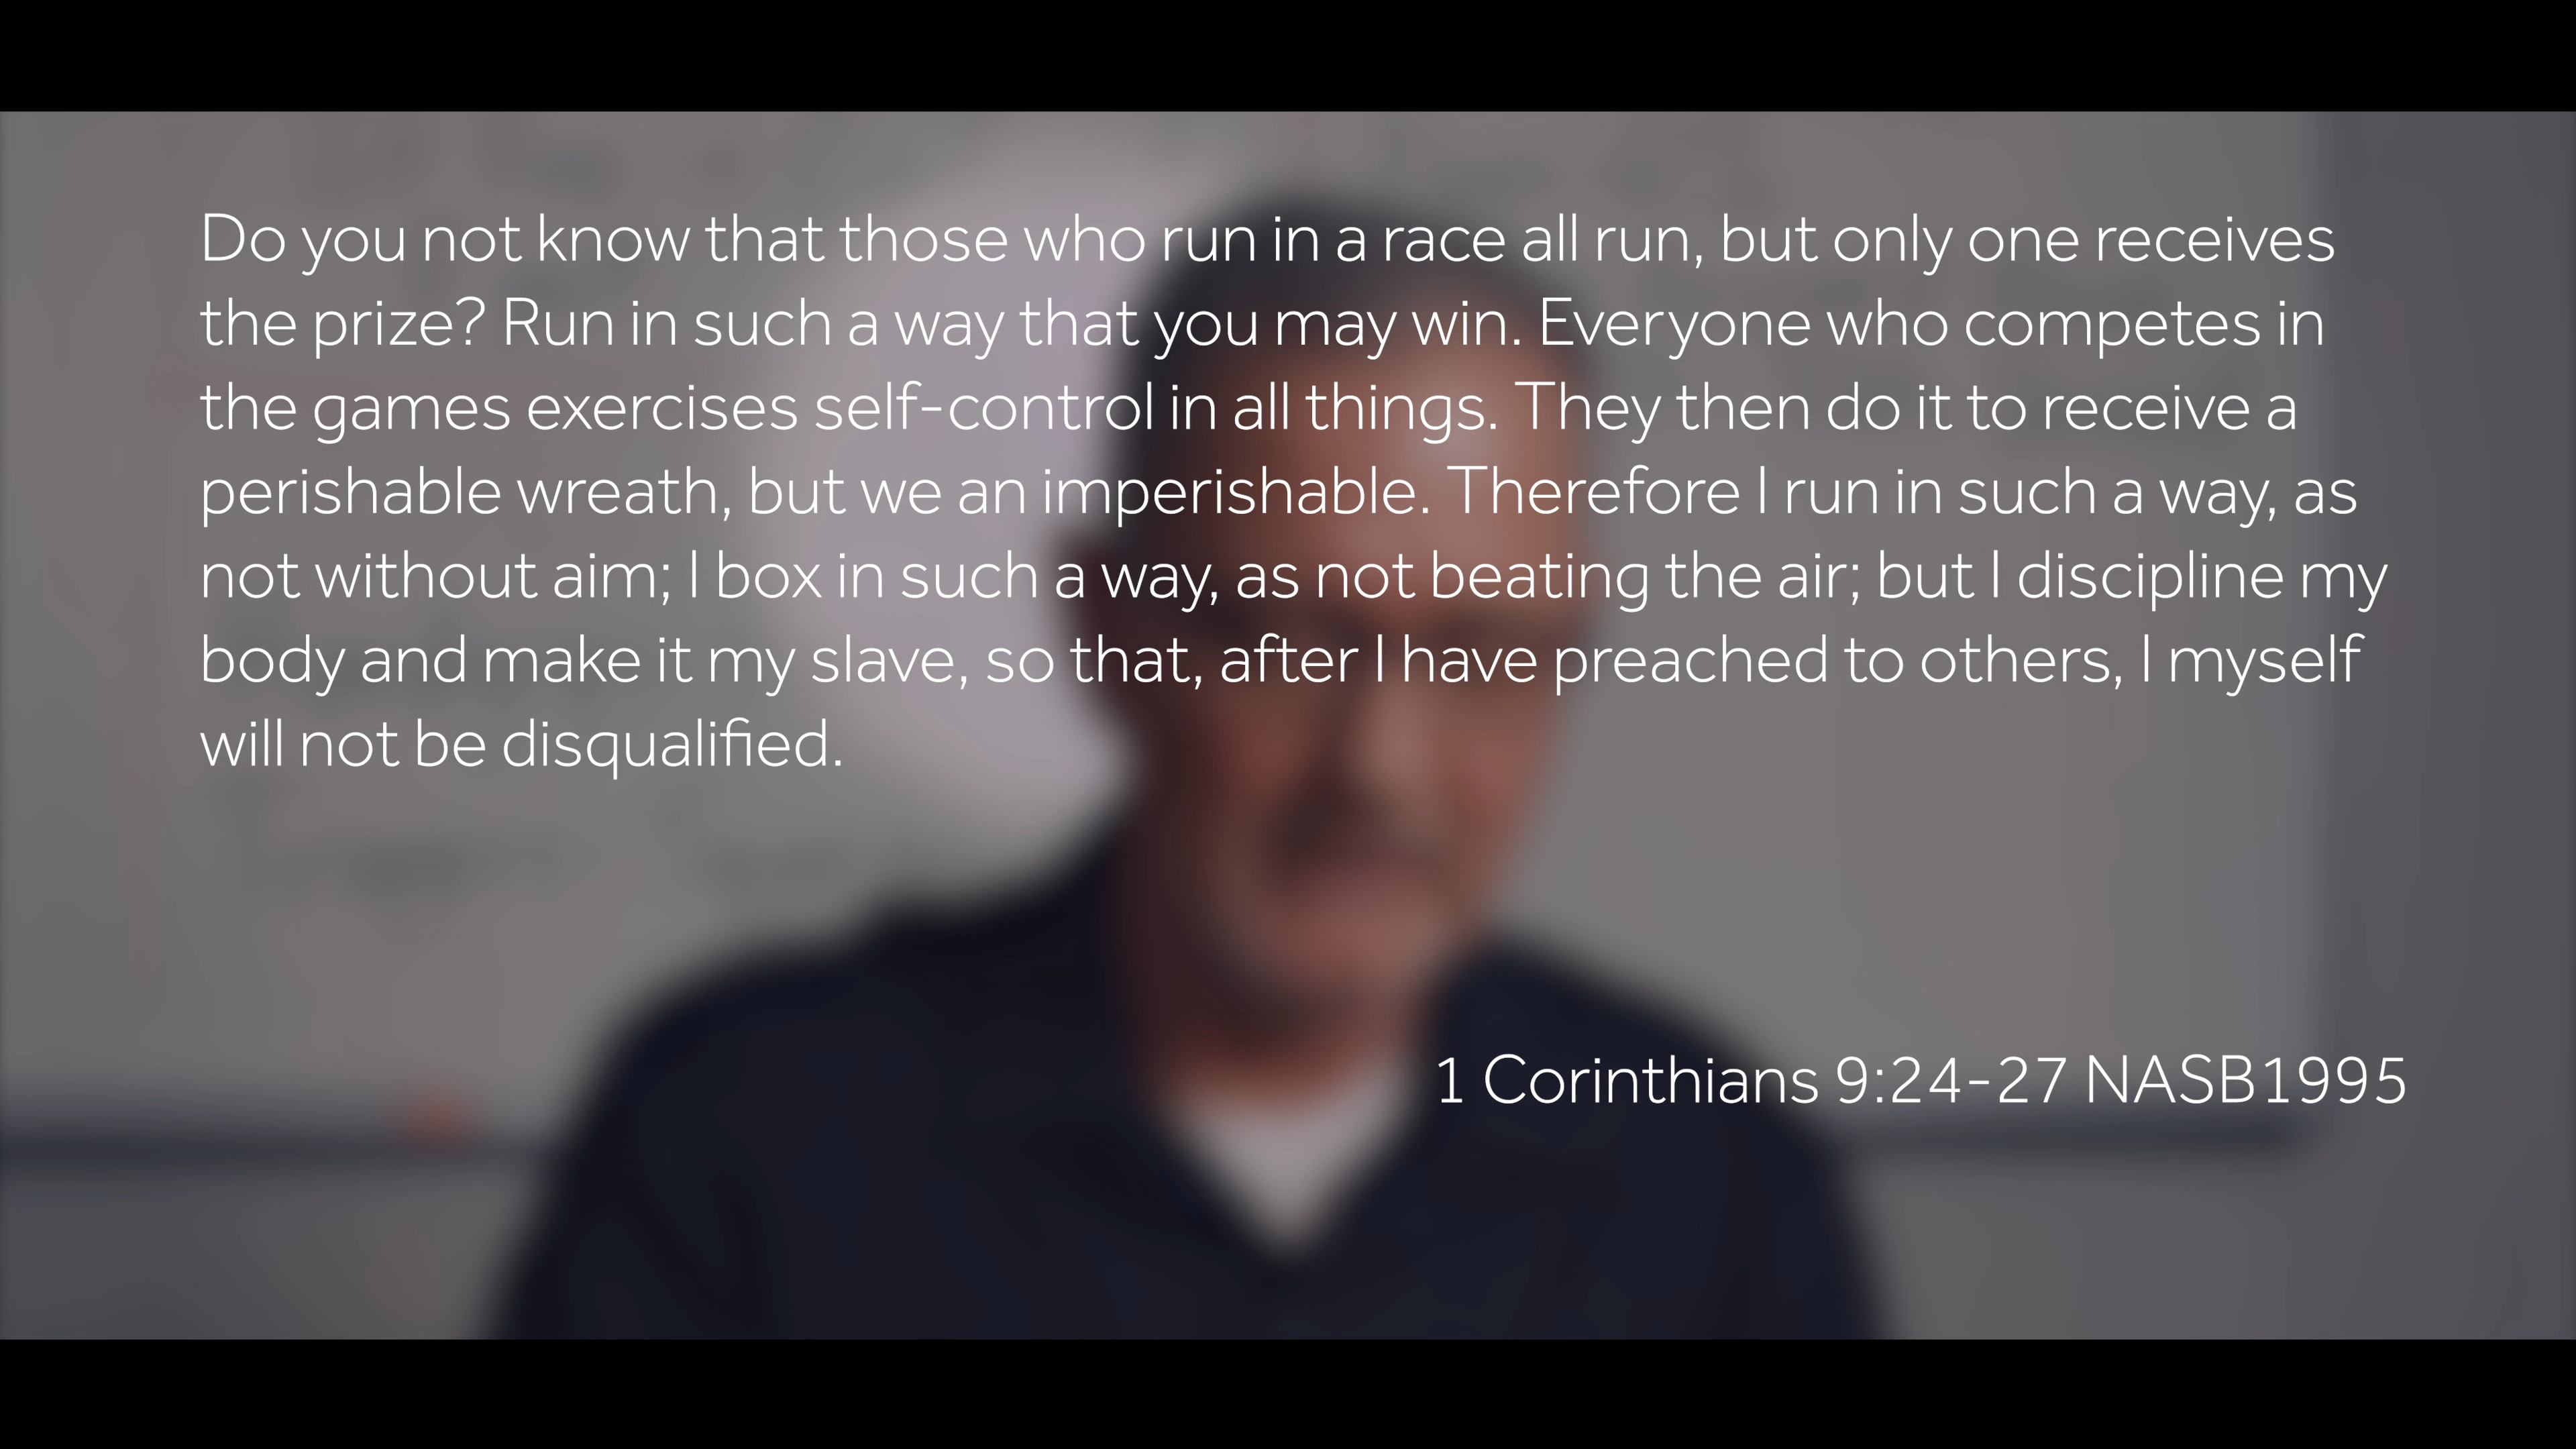 Do you not know that those who run in a race all run, but only one receives
the prize? Run in such a way that you may win. Everyone who competes in
the games exercises self-control in all things. They then do it to receive a
perishable wreath, but we an imperishable. Therefore I run in such a way, as
not without aim; I box in such a way, as not beating the air; but I discipline my
body and make it my slave, so that, after I have preached to others, I myself
will not be disqualified.
1 Corinthians 9:24-27 NASB1995